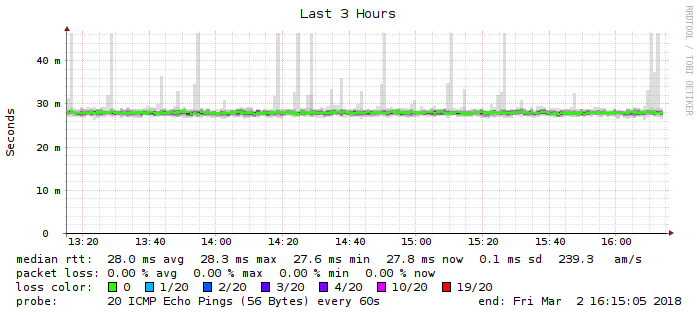 Last 3 Hours
RRDTOOL / TOBI OETIKER
Seconds
40 m
30 m
20 m
10 m
0
13:20 13:40 14:00 14:20 14:40 15:00 15:20 15:40 16:00
median rtt: 28.0 ms avg 28.3 ms max 27.6 ms min 27.8 ms now 0.1 ms sd 239.3 am/s
packet loss: 0.00 % avg 0.00 % max 0.00 % min 0.00 % now
loss color: 0 1/20 2/20 3/20 4/20 10/20 19/20
probe: 20 ICMP Echo Pings (56 Bytes) every 60s end: Fri Mar 2 16:15:05 2018